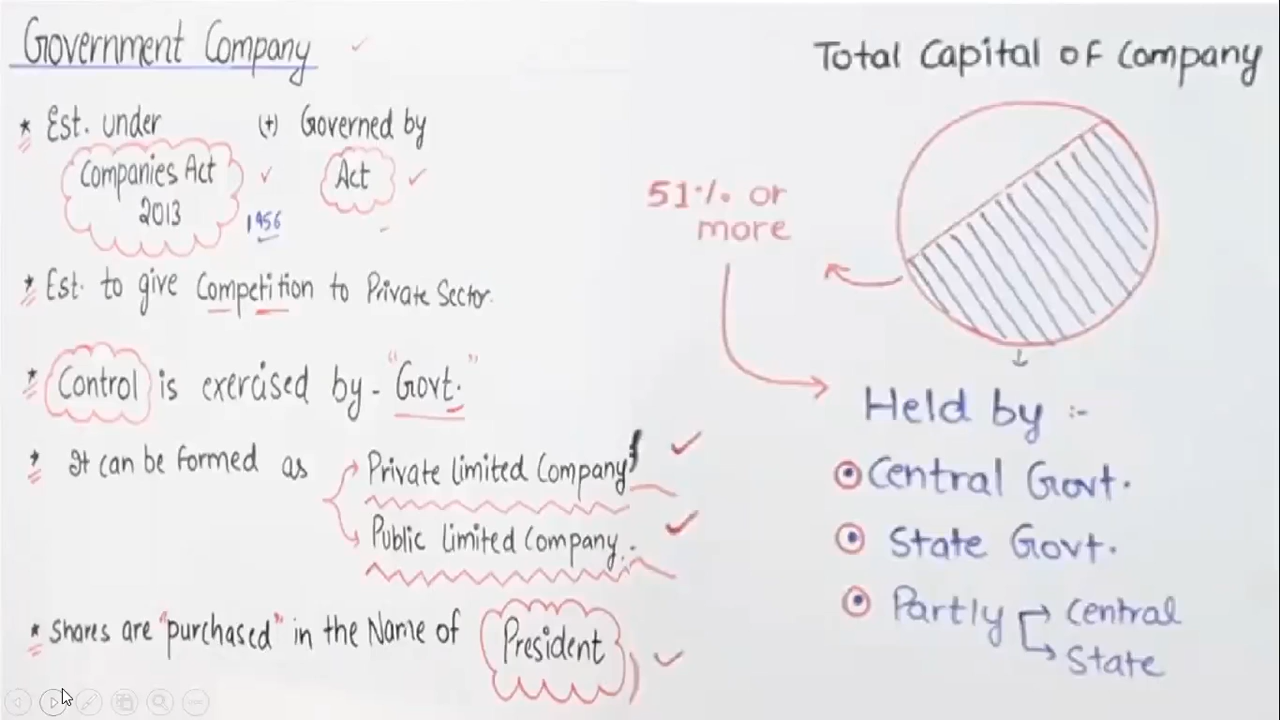 Government Company
* Est. under (+) Governed by
Companies Act Act
2013 1956
* Est. to give Competition to Private Sector.
* Control is exercised by - "Govt."
* It can be formed as
Private Limited Company
Public Limited Company..
* Shares are "purchased" in the Name of President
Total Capital of Company
51% or
more
Held by :-
Central Govt.
State Govt.
Partly Central
State